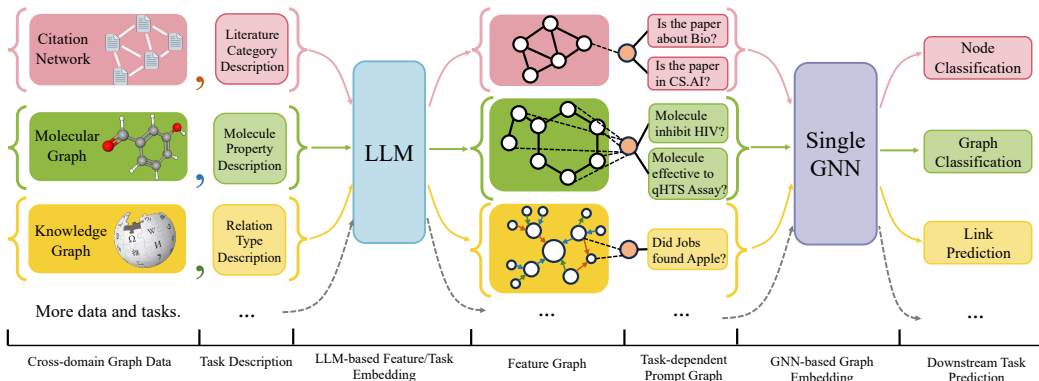 Citation
Network
,
Literature
Category
Description
Is the paper
about Bio?
Is the paper
in CS.AI?
Node
Classification
Molecular
Graph
,
Molecule
Property
Description
LLM
Molecule
inhibit HIV?
Molecule
effective to
qHTS Assay?
Single
GNN
Graph
Classification
Knowledge
Graph
,
Relation
Type
Description
Did Jobs
found Apple?
Link
Prediction
More data and tasks.
...
...
...
...
Cross-domain Graph Data
Task Description
LLM-based Feature/Task
Embedding
Feature Graph
Task-dependent
Prompt Graph
GNN-based Graph
Embedding
Downstream Task
Prediction